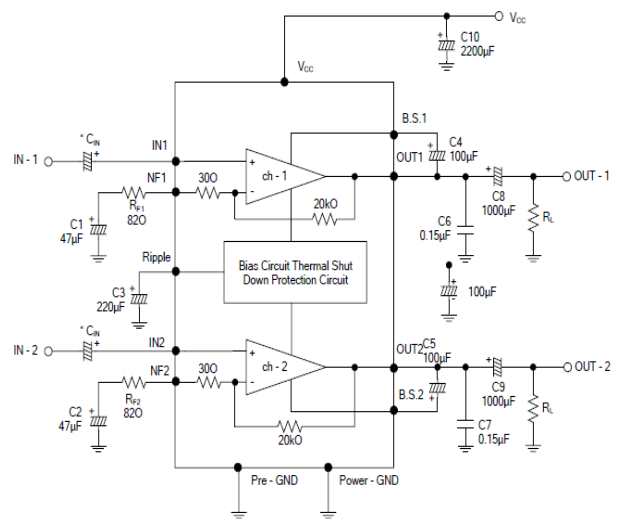 VCC
C10
2200µF
+
VCC
B.S.1
* CIN
IN1
OUT1
C4
100µF
IN - 1
+
+
ch - 1
-
+
+
OUT - 1
NF1
30O
RF1
82O
20kO
C8
1000µF
C1
47µF
+
C6
0.15µF
RL
Ripple
Bias Circuit Thermal Shut
Down Protection Circuit
C3
220µF
+
100µF
-
* CIN
IN2
OUT2
C5
100µF
IN - 2
+
+
ch - 2
-
+
+
OUT - 2
NF2
30O
RF2
82O
B.S.2
C9
1000µF
C2
47µF
+
20kO
C7
0.15µF
RL
Pre - GND
Power - GND